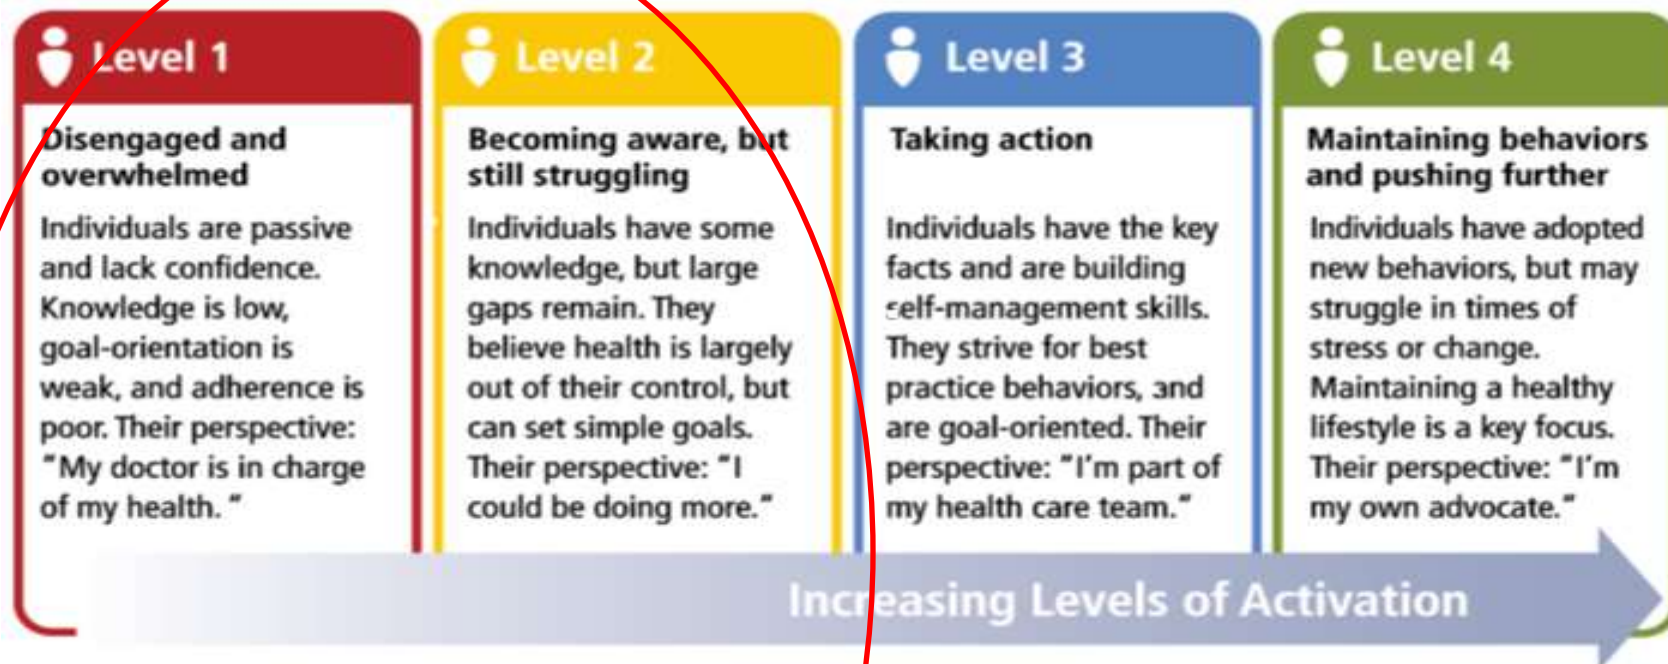 Level 1
Disengaged and
overwhelmed
Individuals are passive
and lack confidence.
Knowledge is low,
goal-orientation is
weak, and adherence is
poor. Their perspective:
"My doctor is in charge
of my health."
Level 2
Becoming aware, but
still struggling
Individuals have some
knowledge, but large
gaps remain. They
believe health is largely
out of their control, but
can set simple goals.
Their perspective: "I
could be doing more."
Level 3
Taking action
Individuals have the key
facts and are building
self-management skills.
They strive for best
practice behaviors, and
are goal-oriented. Their
perspective: "I'm part of
my health care team."
Level 4
Maintaining behaviors
and pushing further
Individuals have adopted
new behaviors, but may
struggle in times of
stress or change.
Maintaining a healthy
lifestyle is a key focus.
Their perspective: "I'm
my own advocate."
Increasing Levels of Activation